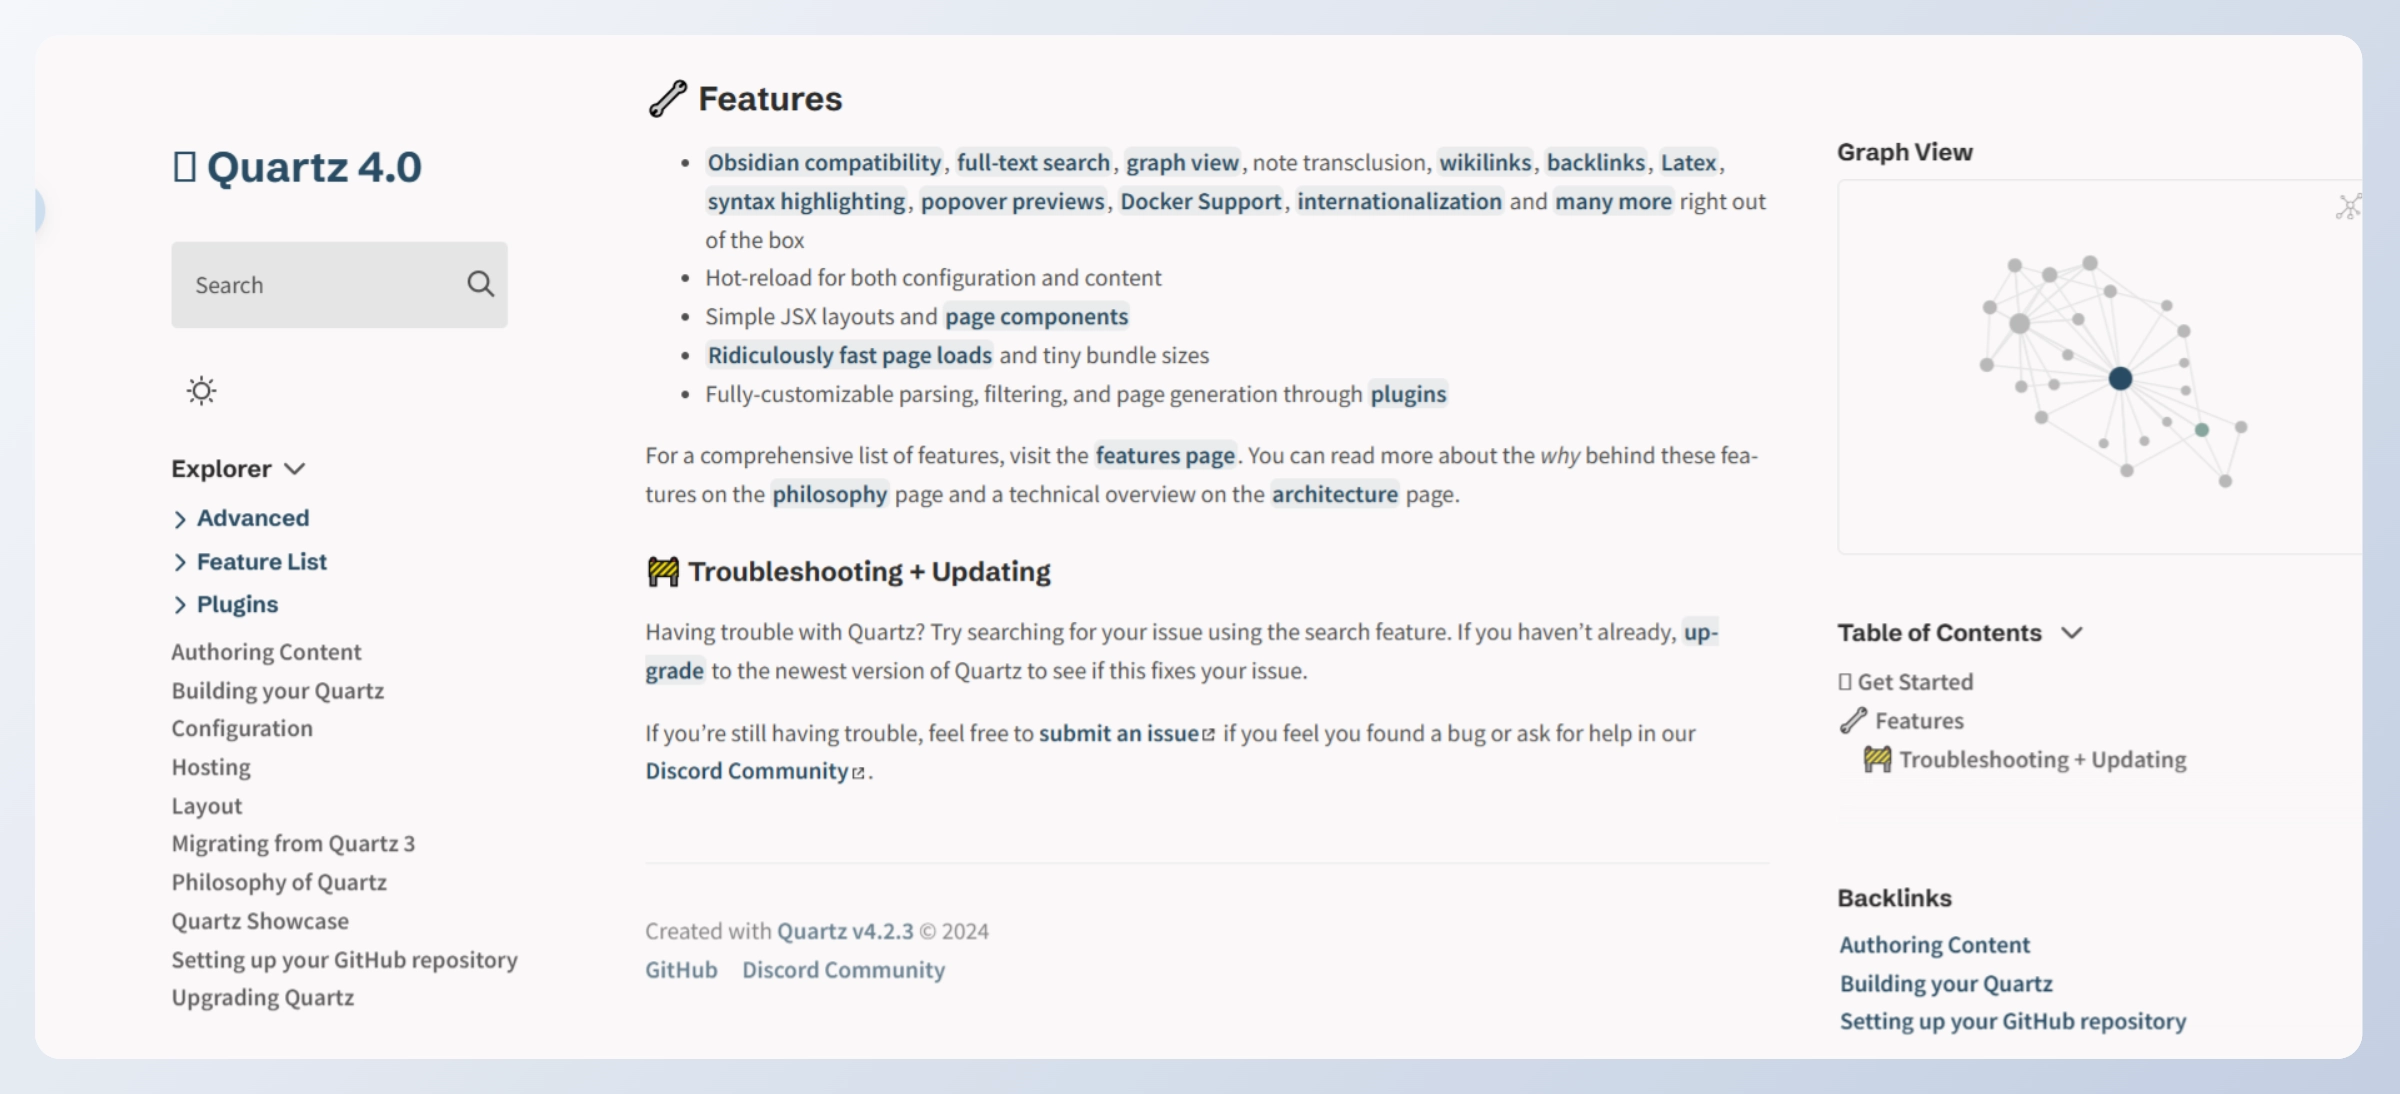 Quartz 4.0
Search
Explorer
Advanced
Feature List
Plugins
Authoring Content
Building your Quartz
Configuration
Hosting
Layout
Migrating from Quartz 3
Philosophy of Quartz
Quartz Showcase
Setting up your GitHub repository
Upgrading Quartz
🔧 Features
• Obsidian compatibility, full-text search, graph view, note transclusion, wikilinks, backlinks, Latex,
syntax highlighting, popover previews, Docker Support, internationalization and many more right out
of the box
• Hot-reload for both configuration and content
• Simple JSX layouts and page components
• Ridiculously fast page loads and tiny bundle sizes
• Fully-customizable parsing, filtering, and page generation through plugins
For a comprehensive list of features, visit the features page. You can read more about the why behind these fea-
tures on the philosophy page and a technical overview on the architecture page.
🚧 Troubleshooting + Updating
Having trouble with Quartz? Try searching for your issue using the search feature. If you haven’t already, up-
grade to the newest version of Quartz to see if this fixes your issue.
If you’re still having trouble, feel free to submit an issue if you feel you found a bug or ask for help in our
Discord Community.
Created with Quartz v4.2.3 © 2024
GitHub Discord Community
Graph View
Table of Contents
Get Started
🔧 Features
🚧 Troubleshooting + Updating
Backlinks
Authoring Content
Building your Quartz
Setting up your GitHub repository